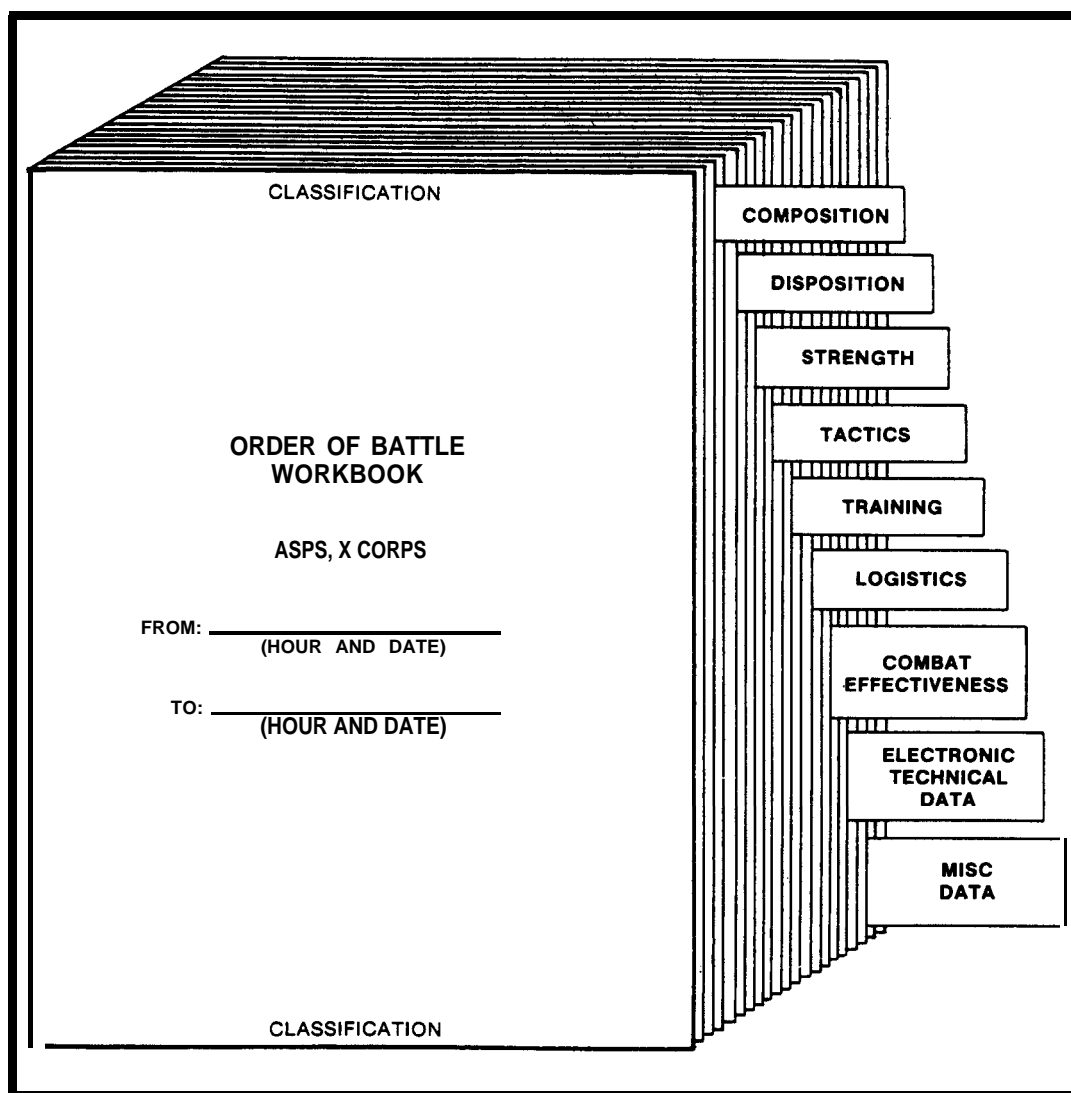 CLASSIFICATION
ORDER OF BATTLE
WORKBOOK
ASPS, X CORPS
FROM:
(HOUR AND DATE)
TO:
(HOUR AND DATE)
CLASSIFICATION
COMPOSITION
DISPOSITION
STRENGTH
TACTICS
TRAINING
LOGISTICS
COMBAT
EFFECTIVENESS
ELECTRONIC
TECHNICAL
DATA
MISC
DATA